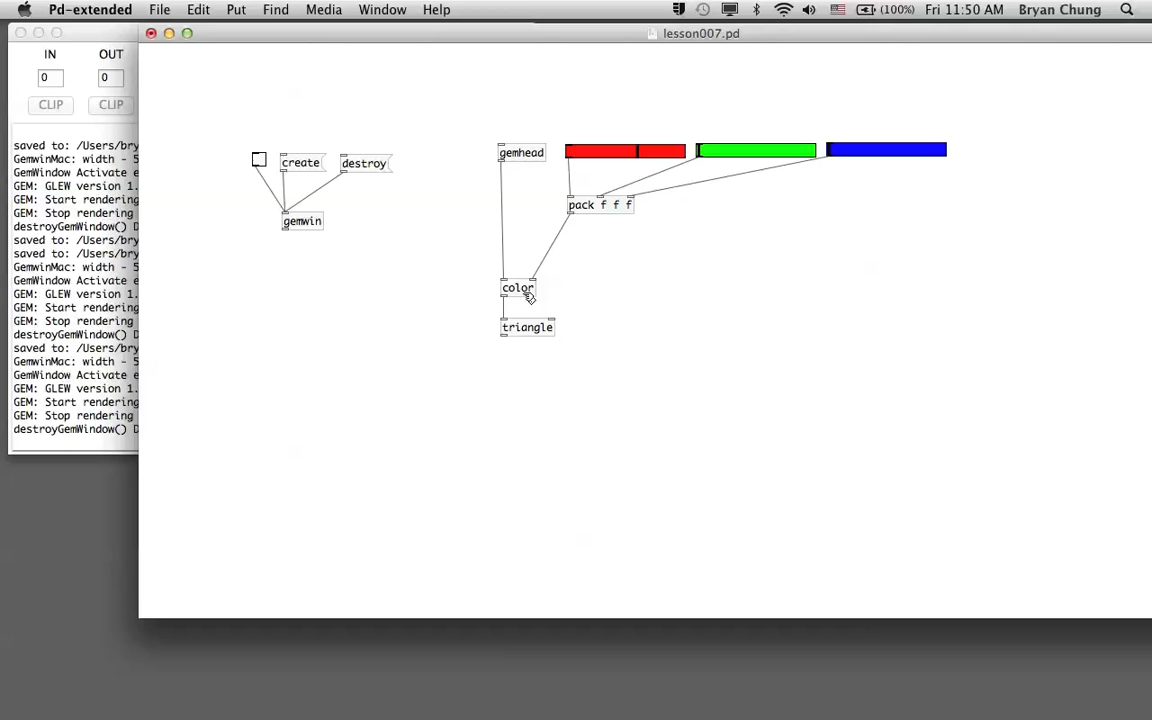 Pd-extended File Edit Put Find Media Window Help (100%) Fri 11:50 AM Bryan Chung
lesson007.pd
IN OUT
0 0
CLIP CLIP
saved to: /Users/bry
GemwinMac: width - 5
GemWindow Activate e
GEM: GLEW version 1.
GEM: Start rendering
GEM: Stop rendering
destroyGemWindow() D
saved to: /Users/bry
saved to: /Users/bry
GemwinMac: width - 5
GemWindow Activate e
GEM: GLEW version 1.
GEM: Start rendering
GEM: Stop rendering
destroyGemWindow() D
saved to: /Users/bry
GemwinMac: width - 5
GemWindow Activate e
GEM: GLEW version 1.
GEM: Start rendering
GEM: Stop rendering
destroyGemWindow() D
create destroy
gemwin
gemhead
pack f f f
color
triangle